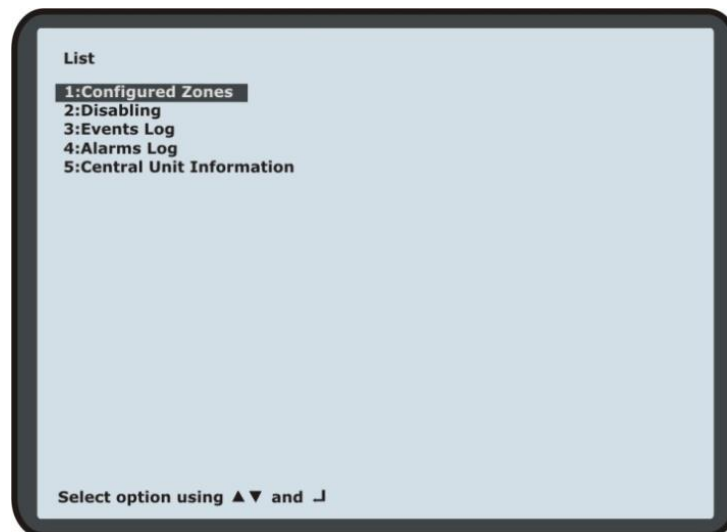 List
1:Configured Zones
2:Disabling
3:Events Log
4:Alarms Log
5:Central Unit Information
Select option using ▲▼ and ↵